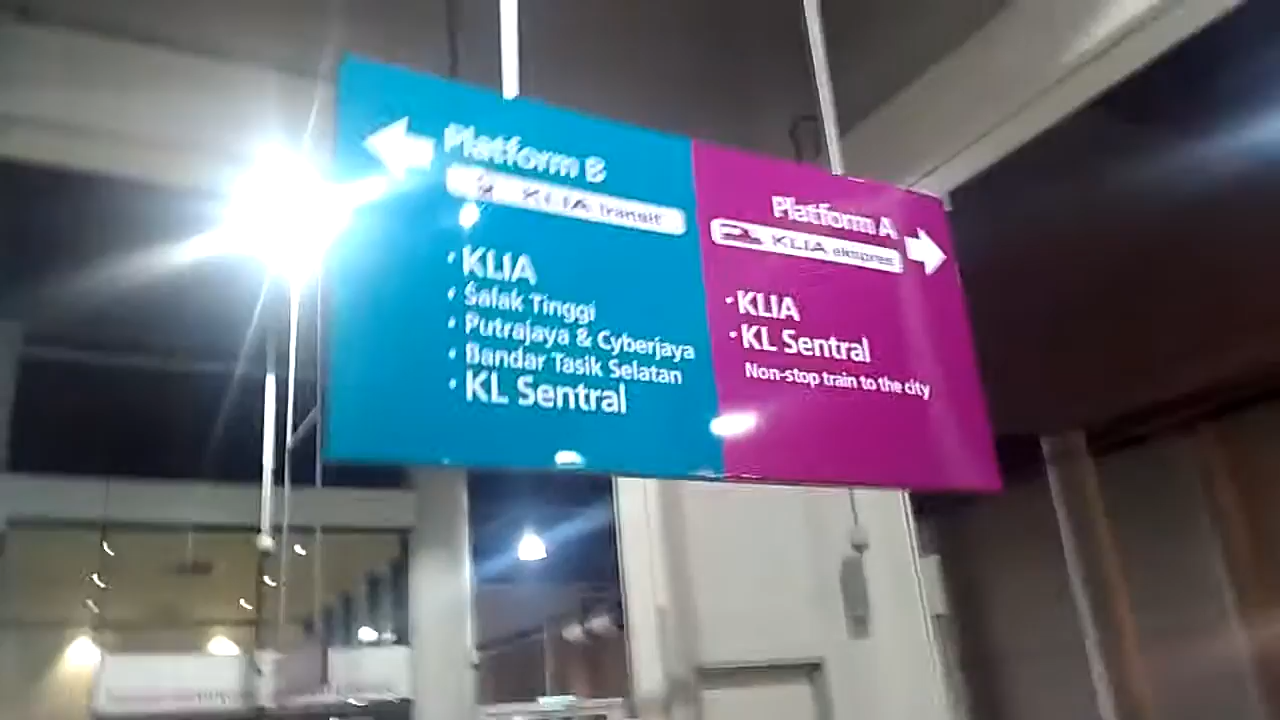 Platform B
KLIA transit
• KLIA
• Salak Tinggi
• Putrajaya & Cyberjaya
• Bandar Tasik Selatan
• KL Sentral
Platform A
KLIA ekspres
• KLIA
• KL Sentral
Non-stop train to the city